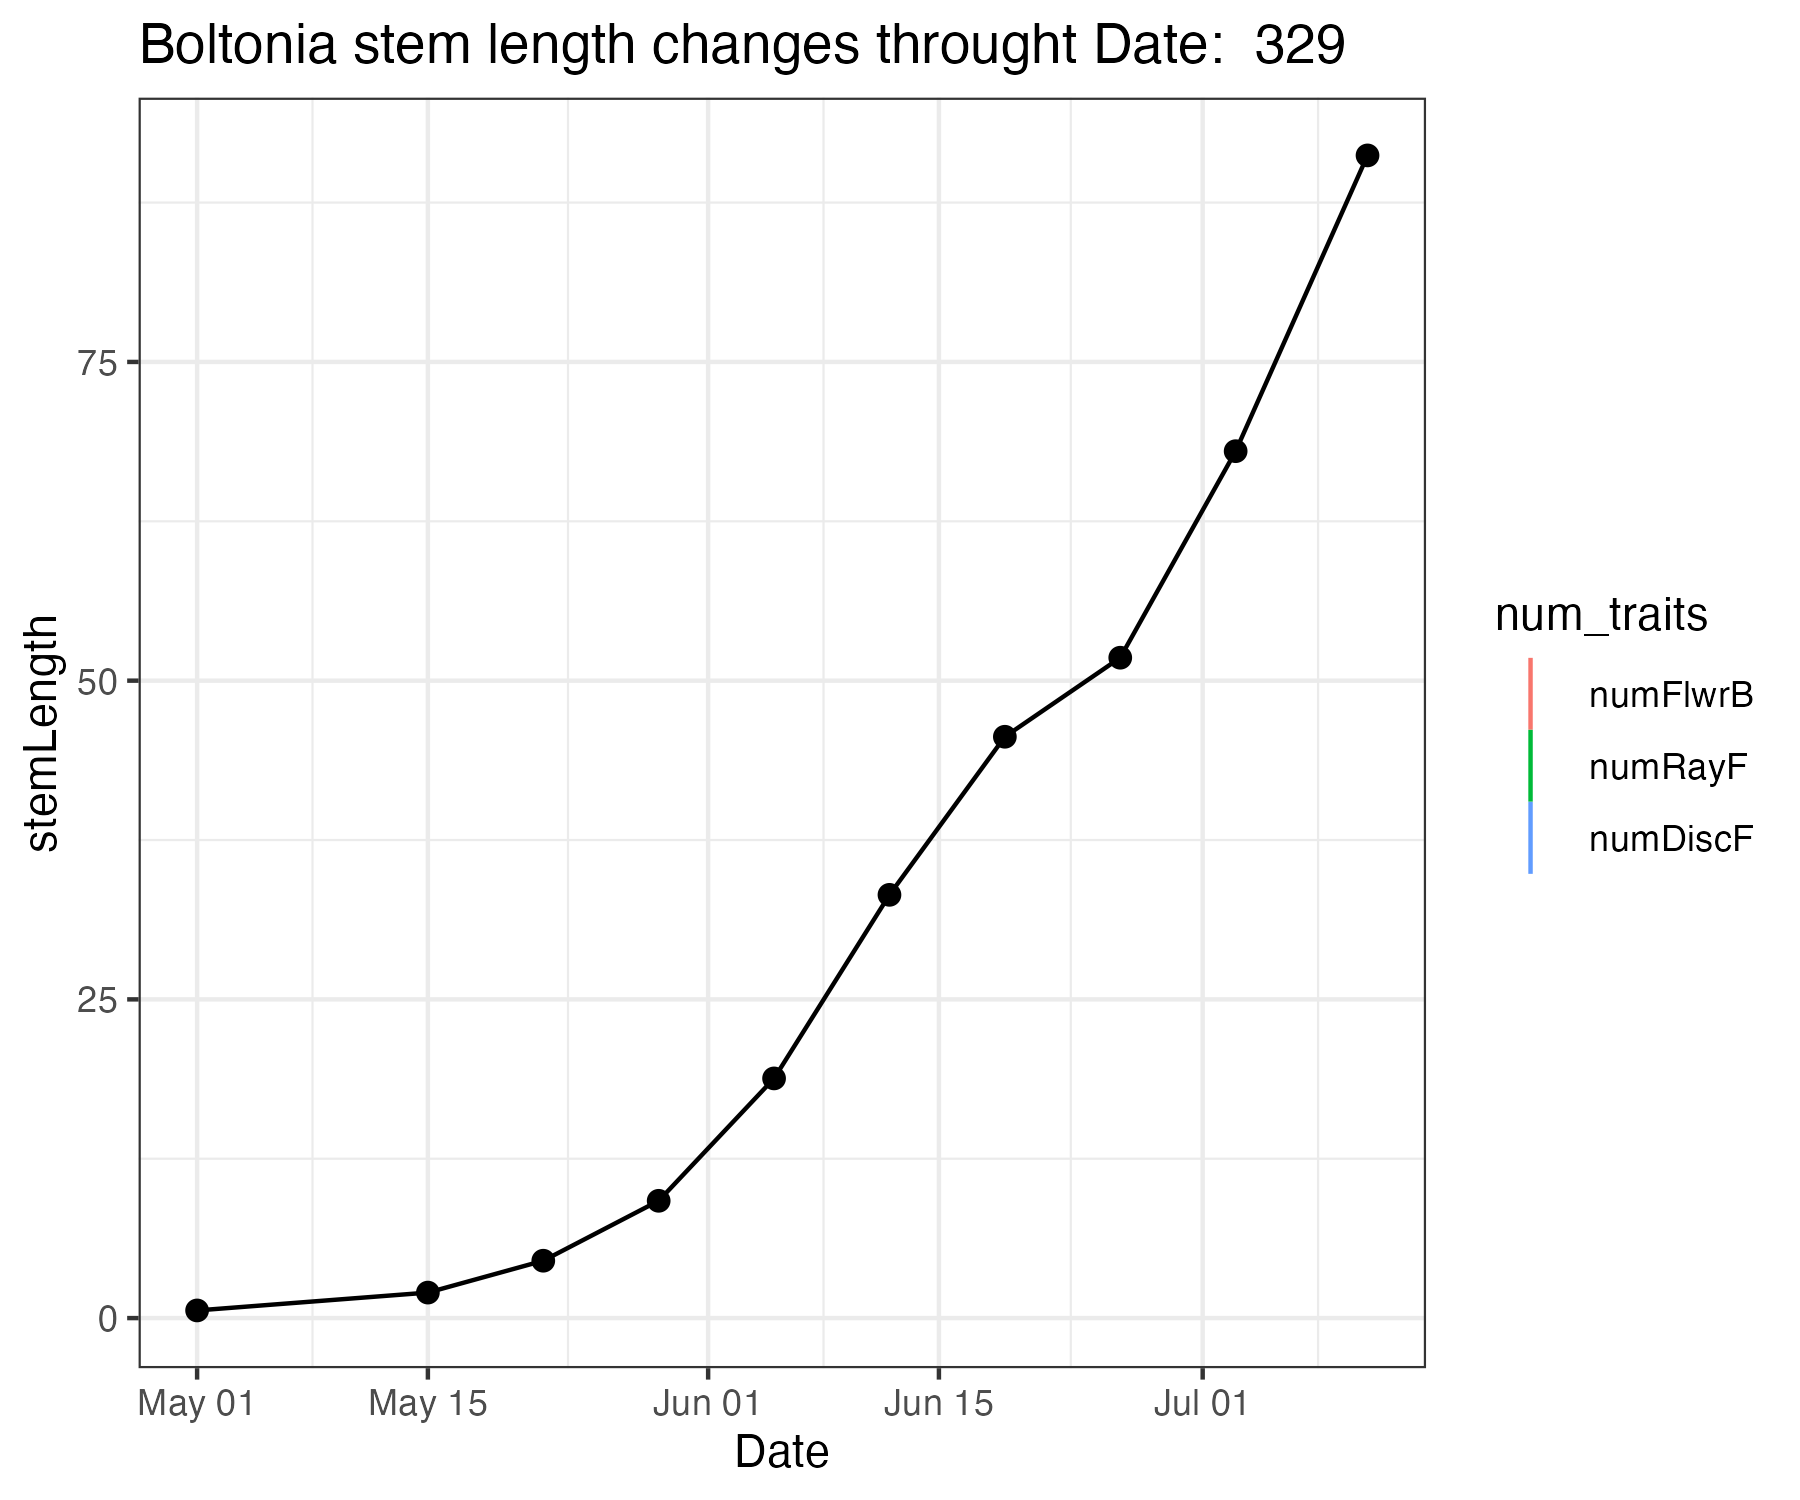 Boltonia stem length changes throught Date:  329
stemLength
75
50
25
0
May 01
May 15
Jun 01
Jun 15
Jul 01
Date
num_traits
numFlwrB
numRayF
numDiscF